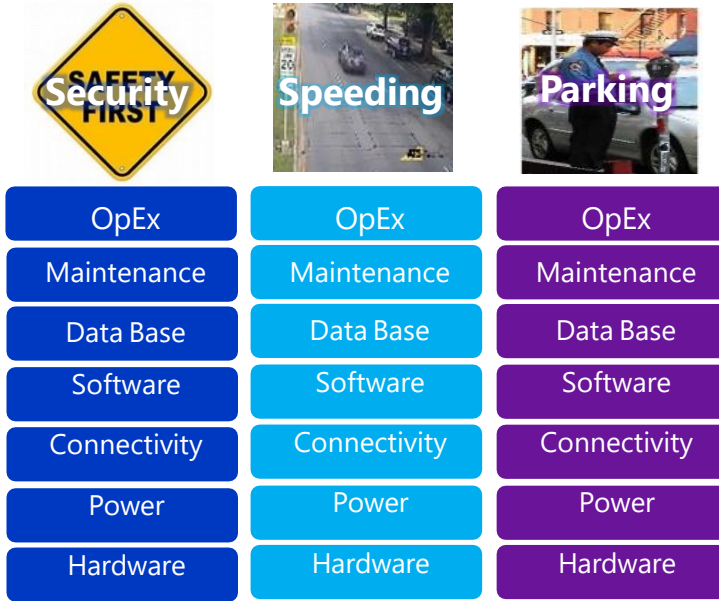 SAFETY
FIRST
Security
Speeding
Parking
20
OpEx
OpEx
OpEx
Maintenance
Maintenance
Maintenance
Data Base
Data Base
Data Base
Software
Software
Software
Connectivity
Connectivity
Connectivity
Power
Power
Power
Hardware
Hardware
Hardware